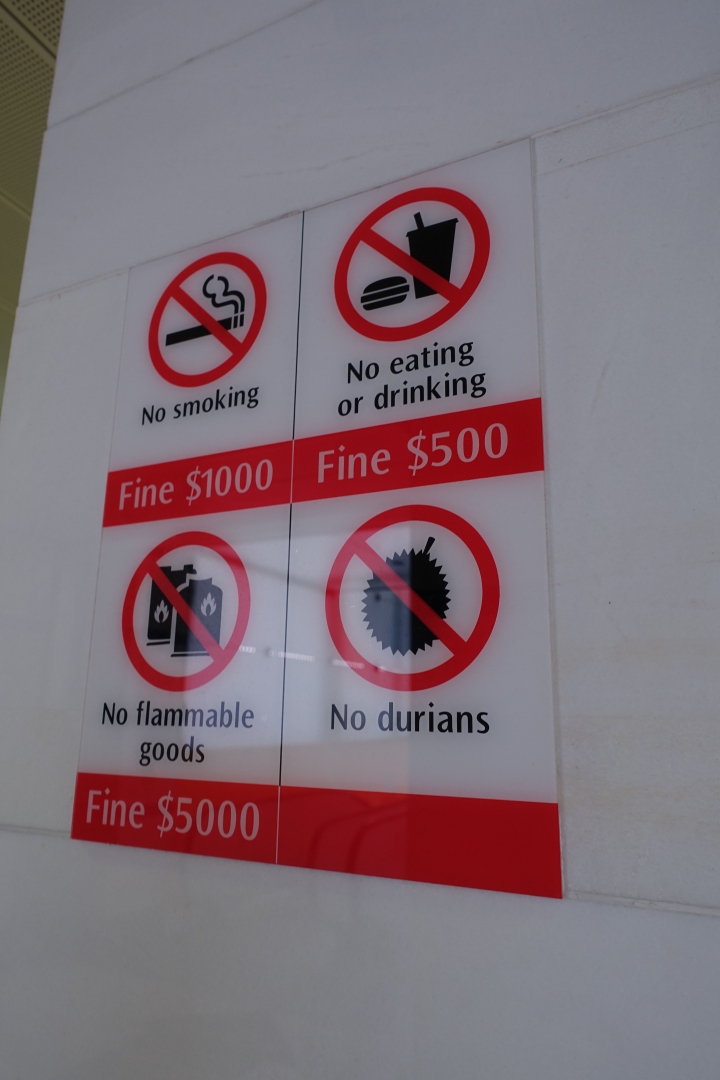 No smoking
Fine $1000
No eating
or drinking
Fine $500
No flammable
goods
Fine $5000
No durians